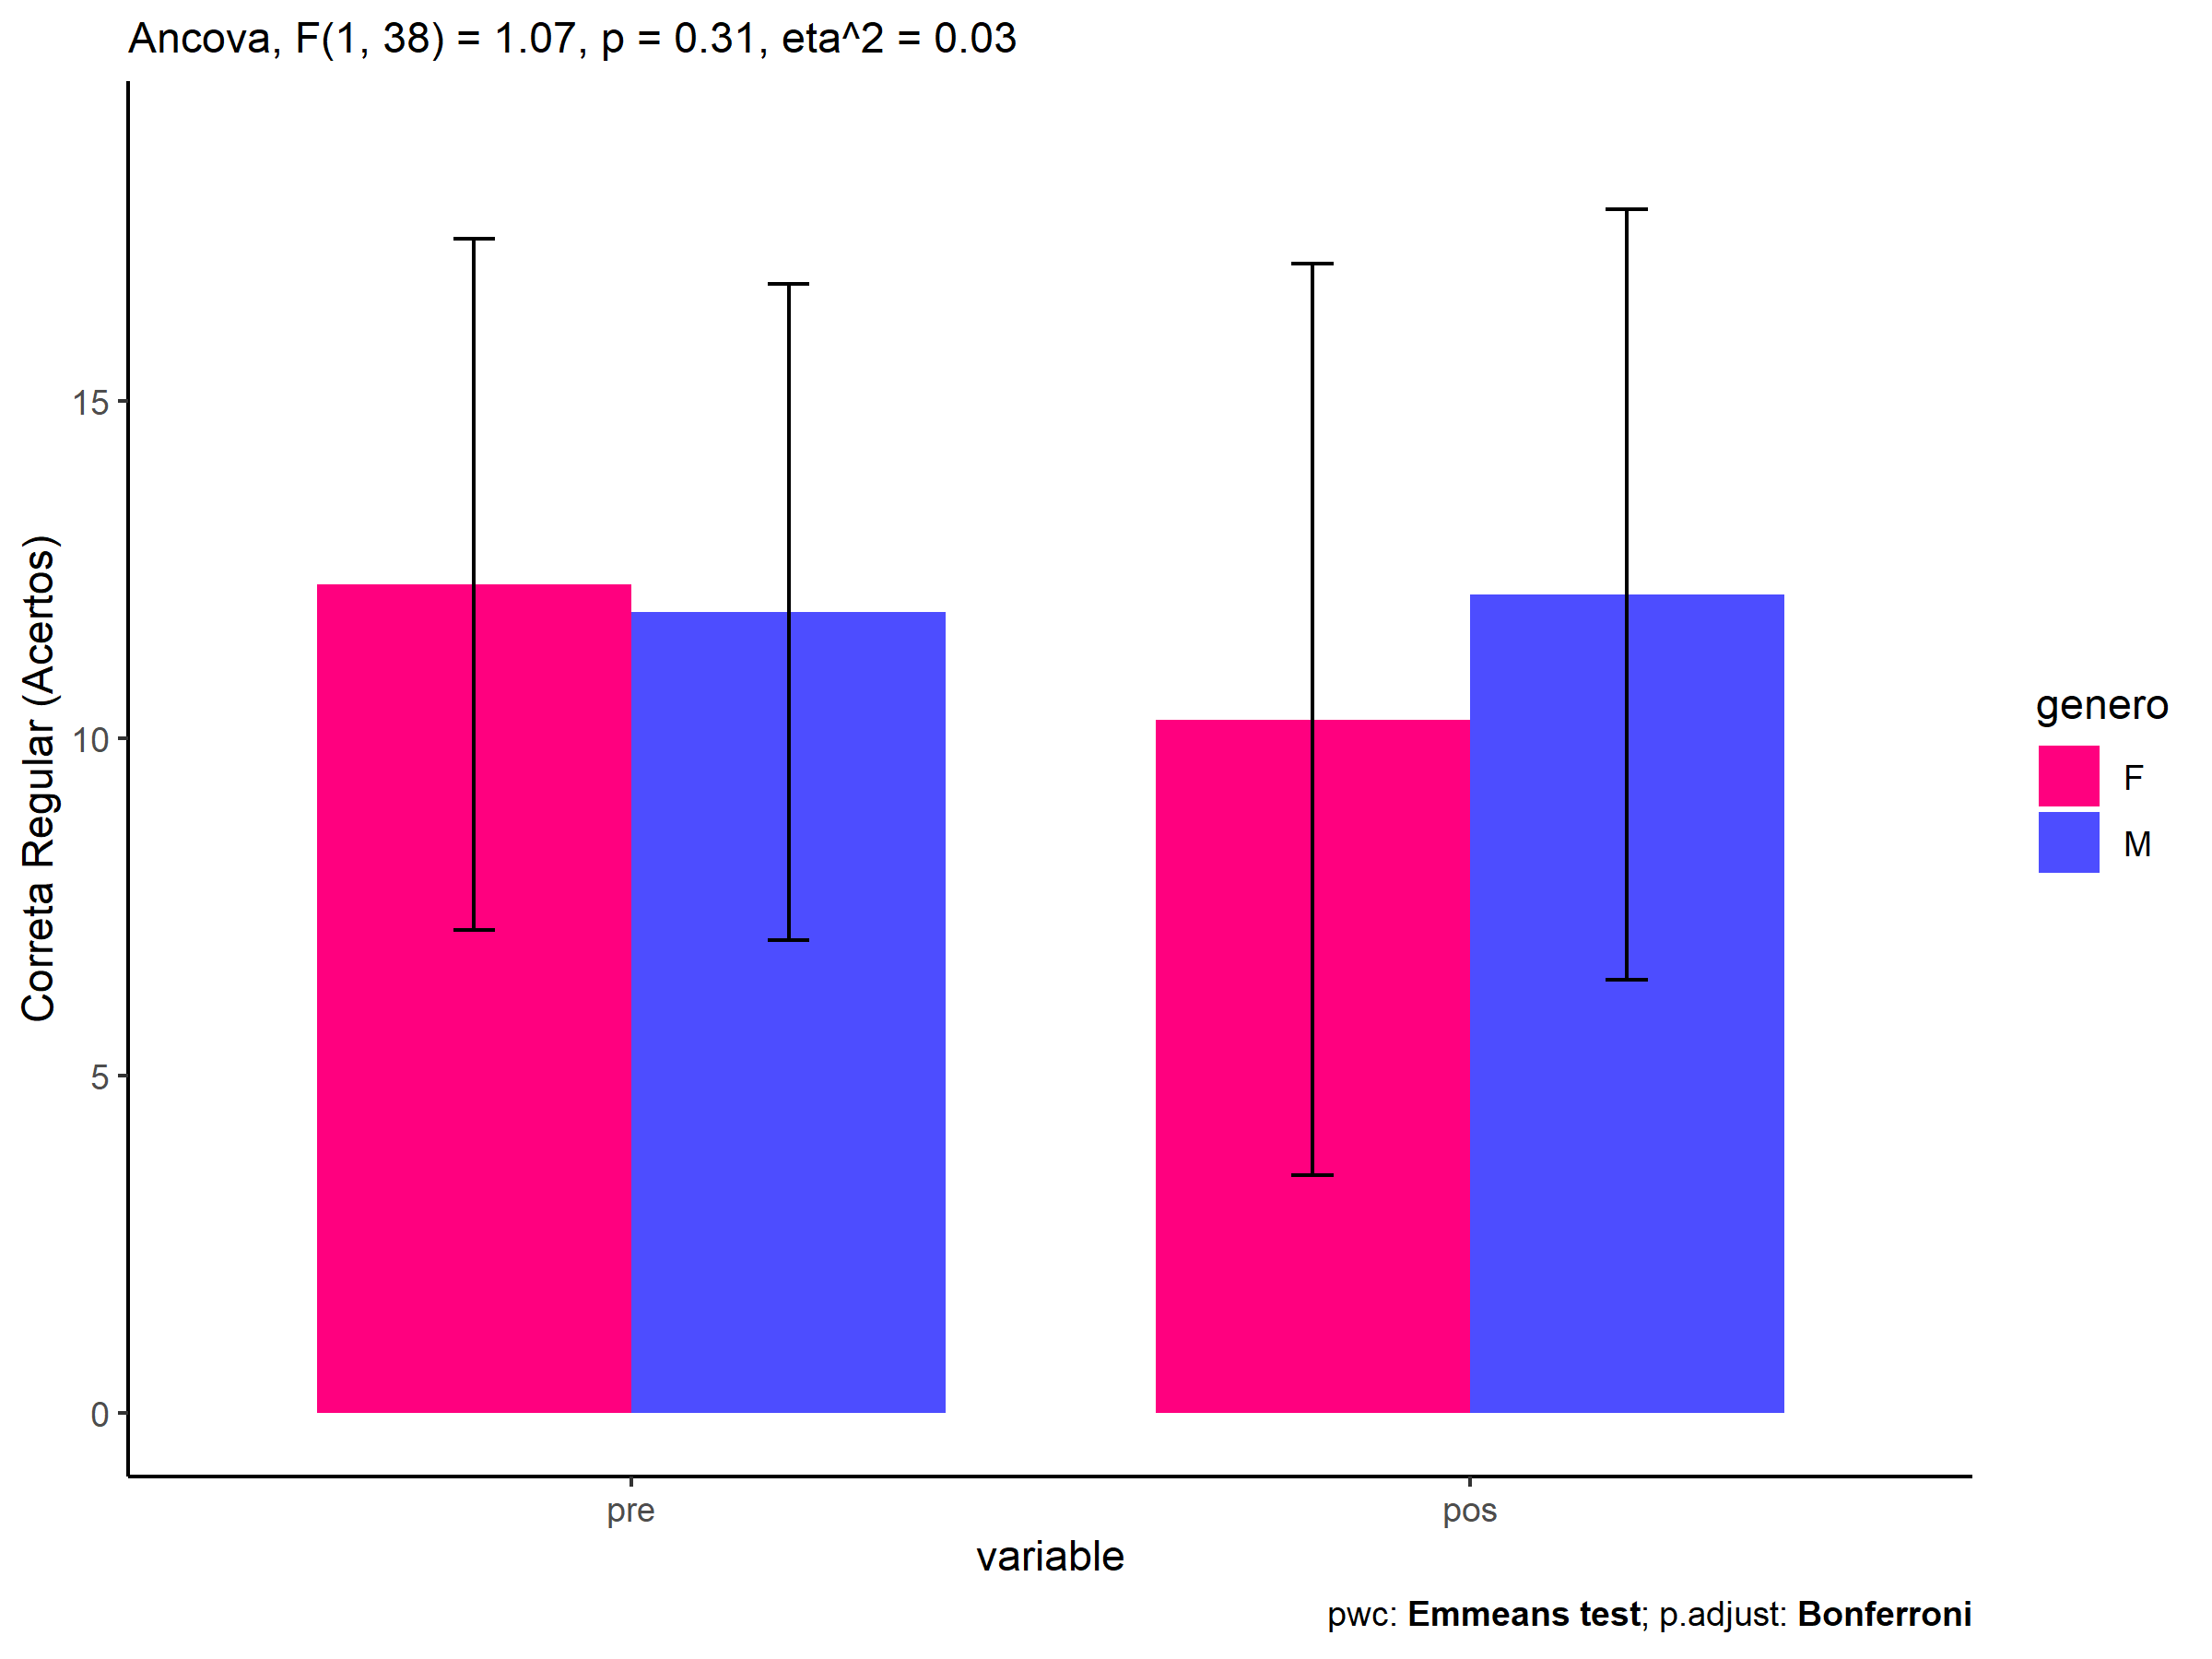 Ancova, F(1, 38) = 1.07, p = 0.31, eta^2 = 0.03
Correta Regular (Acertos)
15
10
5
0
pre
pos
variable
genero
F
M
pwc: Emmeans test; p.adjust: Bonferroni